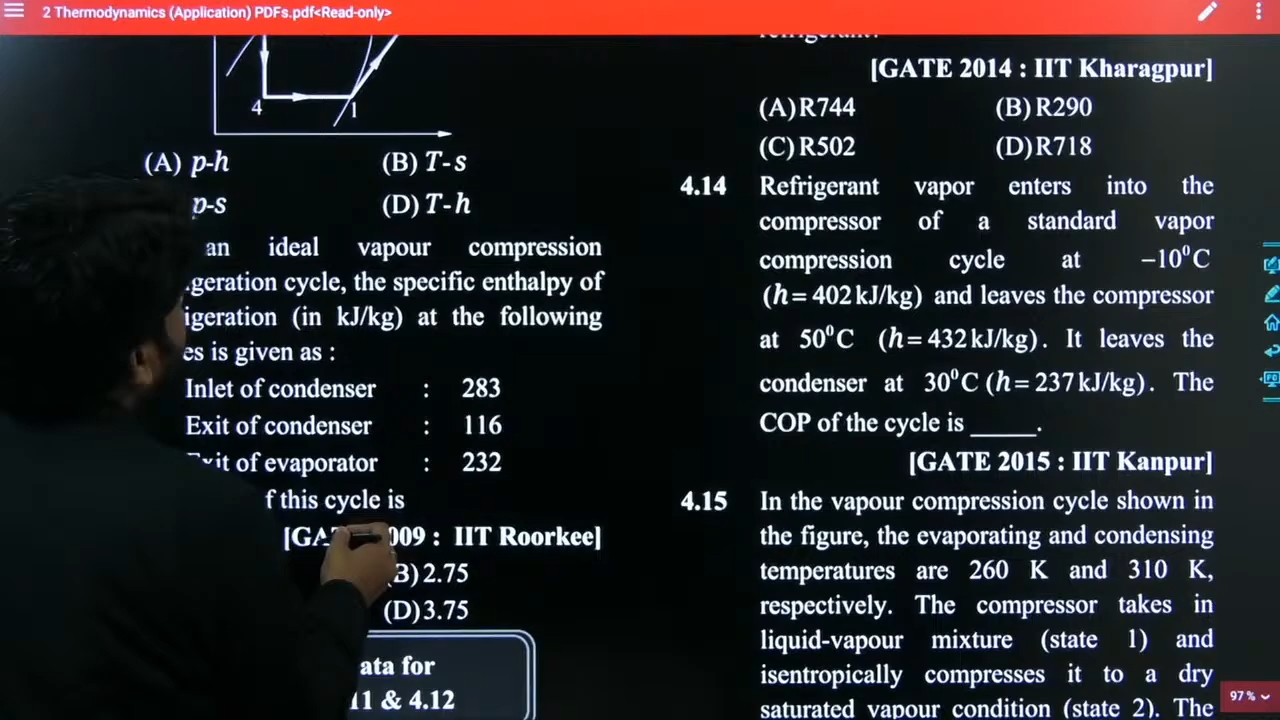 2 Thermodynamics (Application) PDFs.pdf<Read-only>
4
1
(A) p-h
(B) T-s
p-s
(D) T-h
an ideal vapour compression
geration cycle, the specific enthalpy of
igeration (in kJ/kg) at the following
es is given as :
Inlet of condenser : 283
Exit of condenser : 116
Exit of evaporator : 232
f this cycle is
[GAT 009 : IIT Roorkee]
B) 2.75
(D) 3.75
ata for
11 & 4.12
refrigerant?
[GATE 2014 : IIT Kharagpur]
(A) R744
(B) R290
(C) R502
(D) R718
4.14 Refrigerant vapor enters into the
compressor of a standard vapor
compression cycle at −10⁰C
(h = 402 kJ/kg) and leaves the compressor
at 50⁰C (h = 432 kJ/kg). It leaves the
condenser at 30⁰C (h = 237 kJ/kg). The
COP of the cycle is _____.
[GATE 2015 : IIT Kanpur]
4.15 In the vapour compression cycle shown in
the figure, the evaporating and condensing
temperatures are 260 K and 310 K,
respectively. The compressor takes in
liquid-vapour mixture (state 1) and
isentropically compresses it to a dry
saturated vapour condition (state 2). The
97 %